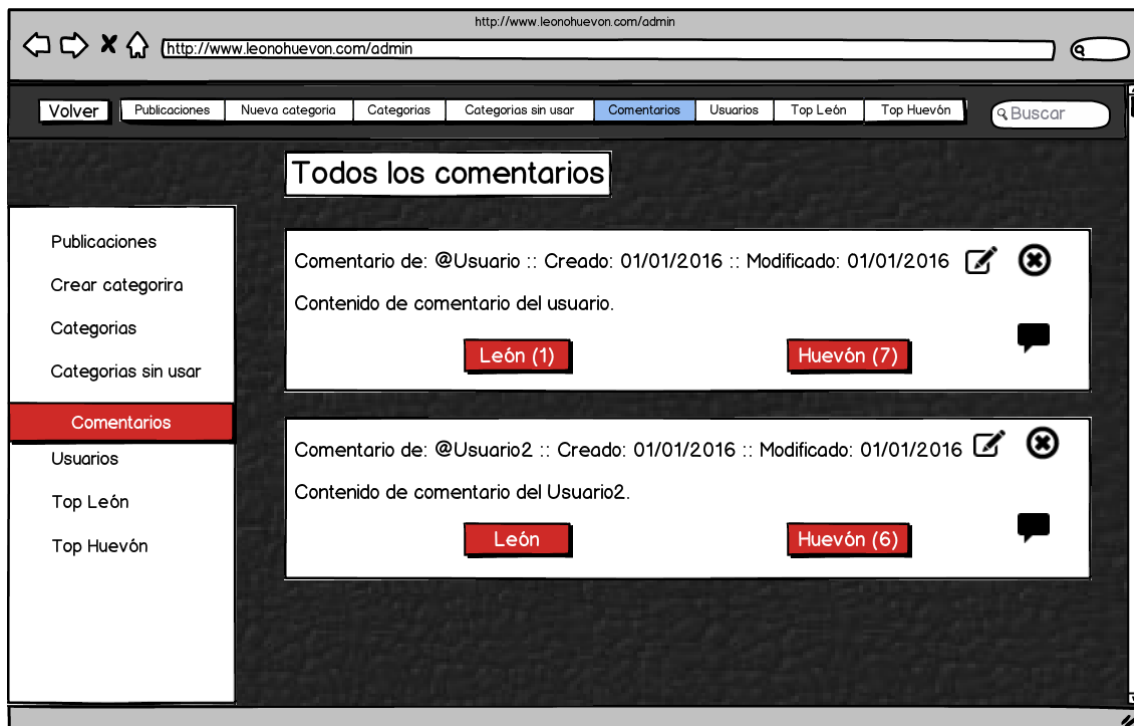 http://www.leonohuevon.com/admin
http://www.leonohuevon.com/admin
Volver Publicaciones Nueva categoria Categorias Categorias sin usar Comentarios Usuarios Top León Top Huevón Buscar
Todos los comentarios
Publicaciones
Crear categorira
Categorias
Categorias sin usar
Comentarios
Usuarios
Top León
Top Huevón
Comentario de: @Usuario :: Creado: 01/01/2016 :: Modificado: 01/01/2016
Contenido de comentario del usuario.
León (1) Huevón (7)
Comentario de: @Usuario2 :: Creado: 01/01/2016 :: Modificado: 01/01/2016
Contenido de comentario del Usuario2.
León Huevón (6)